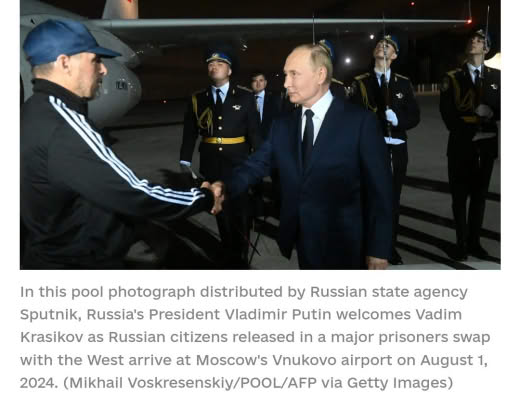 In this pool photograph distributed by Russian state agency
Sputnik, Russia's President Vladimir Putin welcomes Vadim
Krasikov as Russian citizens released in a major prisoners swap
with the West arrive at Moscow's Vnukovo airport on August 1,
2024. (Mikhail Voskresenskiy/POOL/AFP via Getty Images)